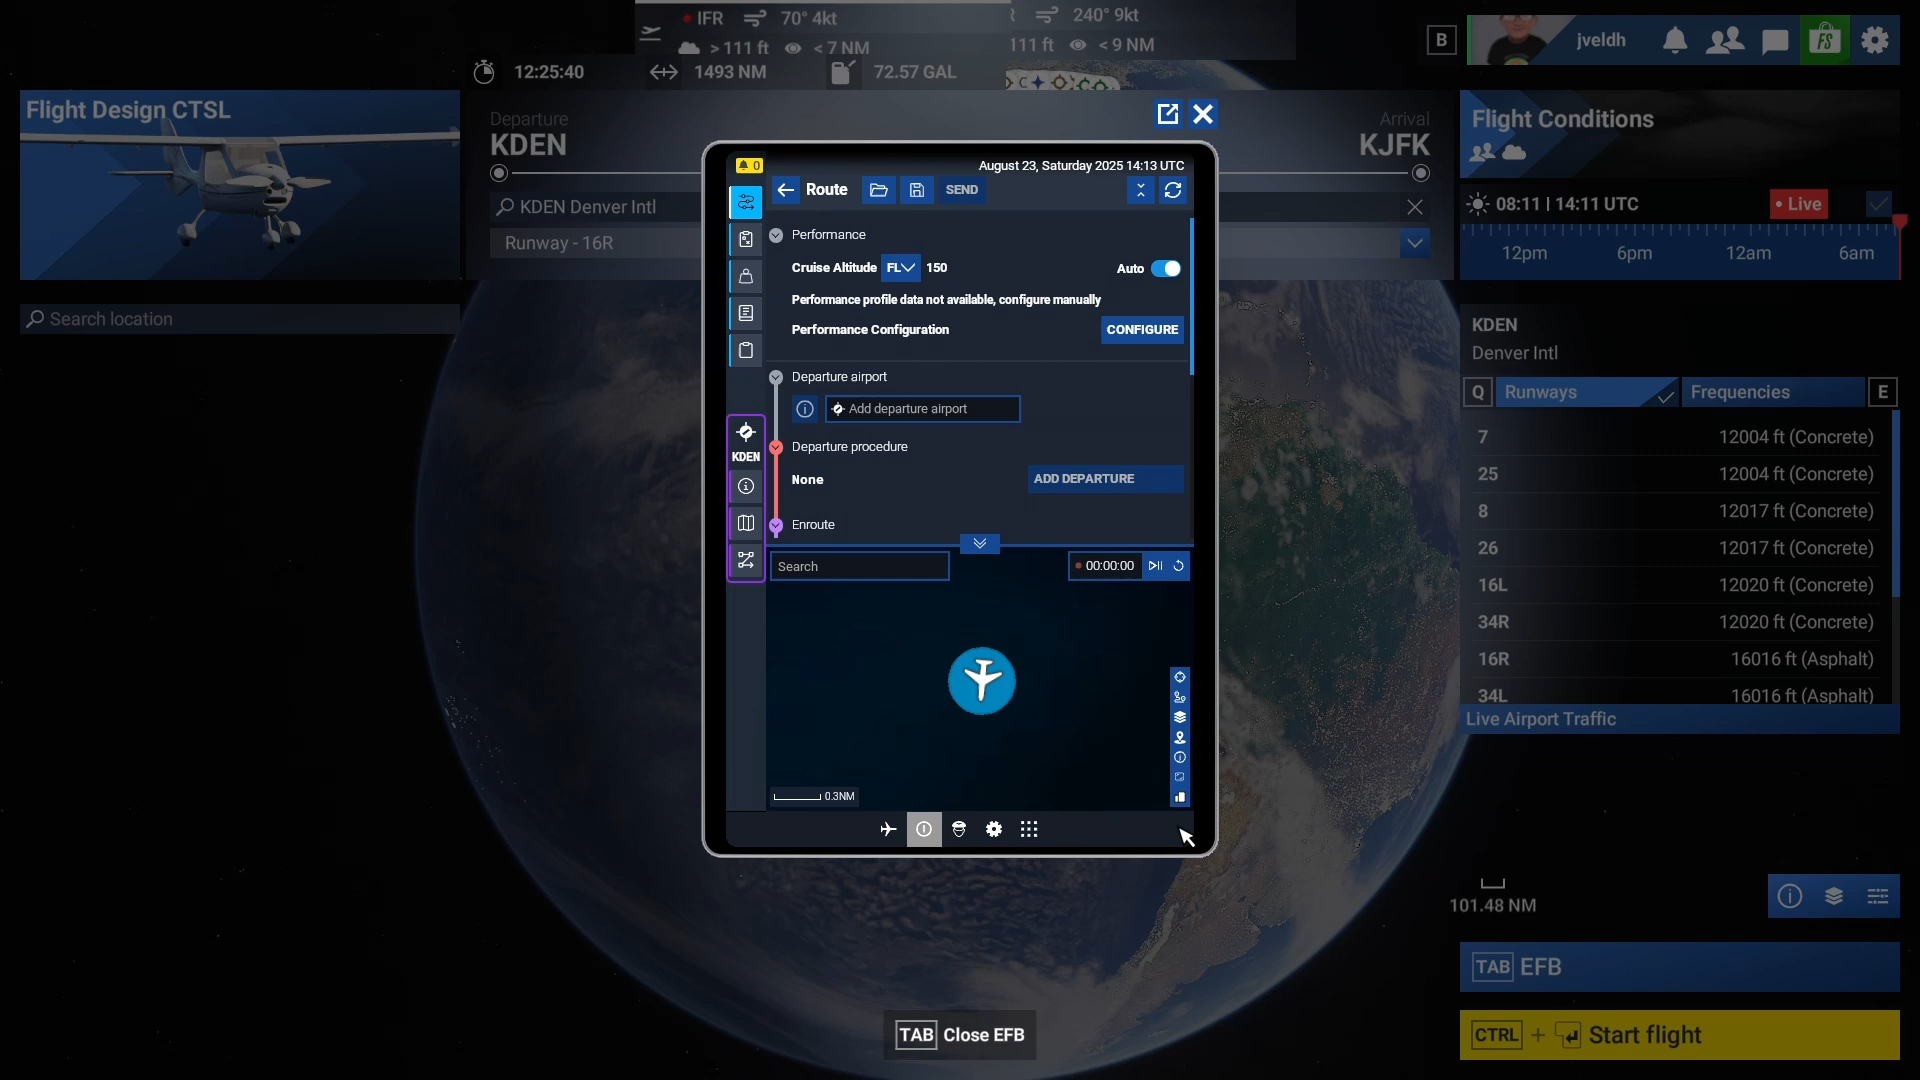 IFR 70° 4kt
> 111 ft < 7 NM
240° 9kt
111 ft < 9 NM
12:25:40 1493 NM 72.57 GAL
B
jveldh
FS
Flight Design CTSL
Search location
Departure
KDEN
Arrival
KJFK
KDEN Denver Intl
Runway - 16R
0
August 23, Saturday 2025 14:13 UTC
Route SEND
Performance
Cruise Altitude FL 150 Auto
Performance profile data not available, configure manually
Performance Configuration CONFIGURE
Departure airport
Add departure airport
Departure procedure
None ADD DEPARTURE
Enroute
KDEN
Search 00:00:00
0.3NM
TAB Close EFB
Flight Conditions
08:11 | 14:11 UTC Live
12pm 6pm 12am 6am
KDEN
Denver Intl
Q Runways Frequencies E
7 12004 ft (Concrete)
25 12004 ft (Concrete)
8 12017 ft (Concrete)
26 12017 ft (Concrete)
16L 12020 ft (Concrete)
34R 12020 ft (Concrete)
16R 16016 ft (Asphalt)
34L 16016 ft (Asphalt)
Live Airport Traffic
101.48 NM
TAB EFB
CTRL + Start flight